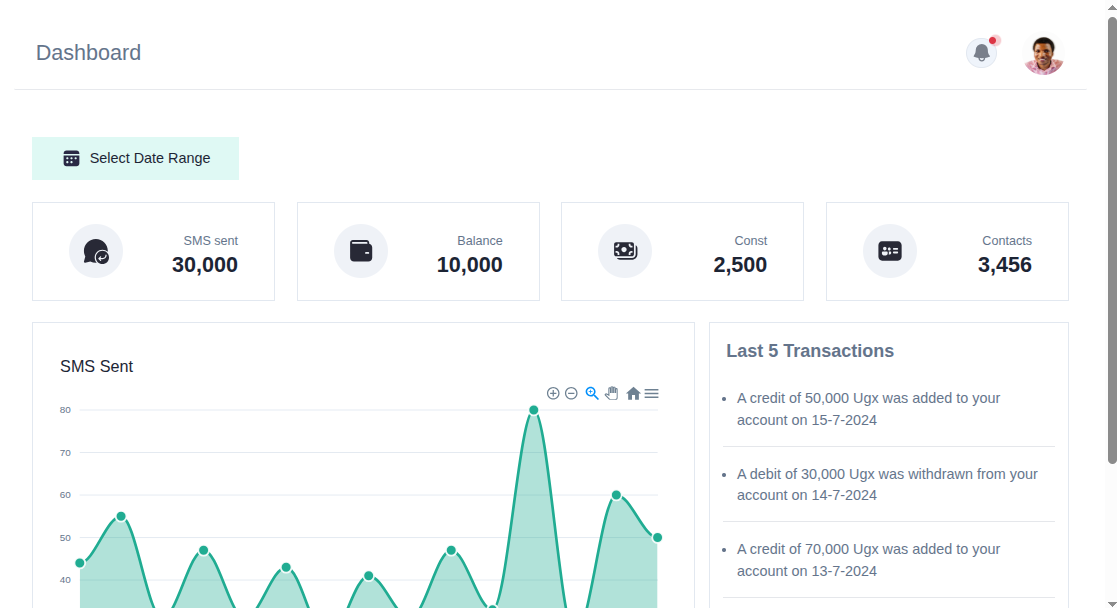 Dashboard
Select Date Range
SMS sent
30,000
Balance
10,000
Const
2,500
Contacts
3,456
SMS Sent
80
70
60
50
40
Last 5 Transactions
A credit of 50,000 Ugx was added to your
account on 15-7-2024
A debit of 30,000 Ugx was withdrawn from your
account on 14-7-2024
A credit of 70,000 Ugx was added to your
account on 13-7-2024